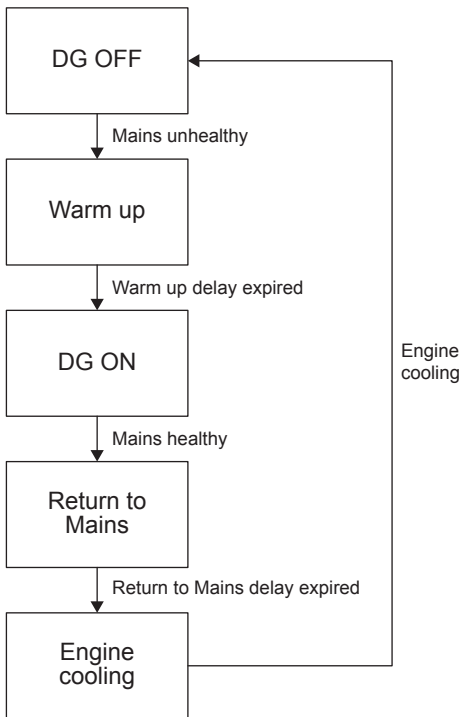 DG OFF
Mains unhealthy
Warm up
Warm up delay expired
DG ON
Engine
cooling
Mains healthy
Return to
Mains
Return to Mains delay expired
Engine
cooling